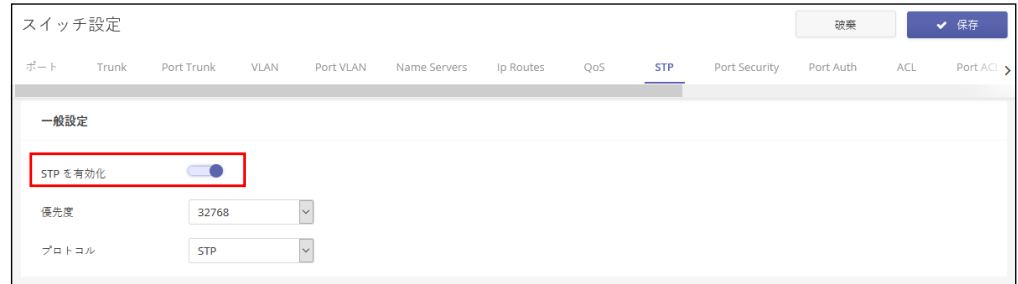 スイッチ設定
破棄
保存
ポート Trunk Port Trunk VLAN Port VLAN Name Servers Ip Routes QoS STP Port Security Port Auth ACL Port ACL
一般設定
STP を有効化
優先度 32768
プロトコル STP